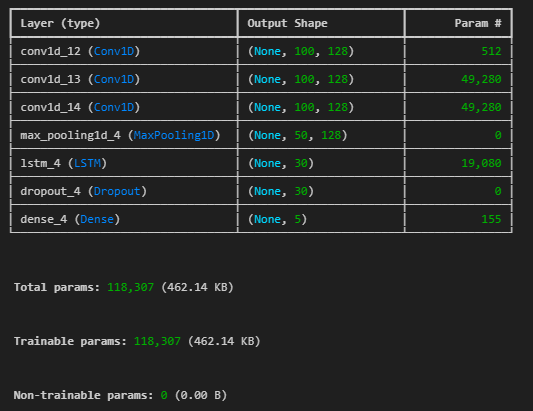 Layer (type) Output Shape Param #
conv1d_12 (Conv1D) (None, 100, 128) 512
conv1d_13 (Conv1D) (None, 100, 128) 49,280
conv1d_14 (Conv1D) (None, 100, 128) 49,280
max_pooling1d_4 (MaxPooling1D) (None, 50, 128) 0
lstm_4 (LSTM) (None, 30) 19,080
dropout_4 (Dropout) (None, 30) 0
dense_4 (Dense) (None, 5) 155
Total params: 118,307 (462.14 KB)
Trainable params: 118,307 (462.14 KB)
Non-trainable params: 0 (0.00 B)